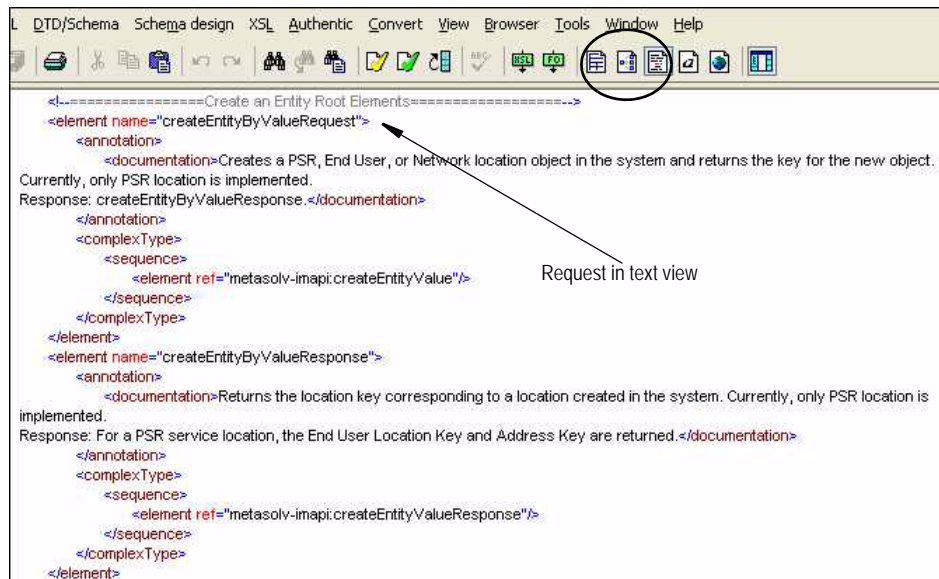 L DTD/Schema Schema design XSL Authentic Convert View Browser Tools Window Help
ABC XSL FO a
<!--=================Create an Entity Root Elements==================-->
<element name="createEntityByValueRequest">
<annotation>
<documentation>Creates a PSR, End User, or Network location object in the system and returns the key for the new object.
Currently, only PSR location is implemented.
Response: createEntityByValueResponse.</documentation>
</annotation>
<complexType>
<sequence>
<element ref="metasolv-imapi:createEntityValue"/>
Request in text view
</sequence>
</complexType>
</element>
<element name="createEntityByValueResponse">
<annotation>
<documentation>Returns the location key corresponding to a location created in the system. Currently, only PSR location is
implemented.
Response: For a PSR service location, the End User Location Key and Address Key are returned.</documentation>
</annotation>
<complexType>
<sequence>
<element ref="metasolv-imapi:createEntityValueResponse"/>
</sequence>
</complexType>
</element>